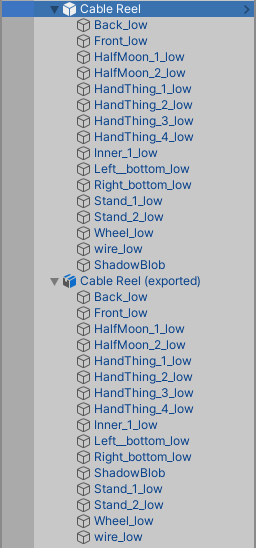 Cable Reel
Back_low
Front_low
HalfMoon_1_low
HalfMoon_2_low
HandThing_1_low
HandThing_2_low
HandThing_3_low
HandThing_4_low
Inner_1_low
Left__bottom_low
Right_bottom_low
Stand_1_low
Stand_2_low
Wheel_low
wire_low
ShadowBlob
Cable Reel (exported)
Back_low
Front_low
HalfMoon_1_low
HalfMoon_2_low
HandThing_1_low
HandThing_2_low
HandThing_3_low
HandThing_4_low
Inner_1_low
Left__bottom_low
Right_bottom_low
ShadowBlob
Stand_1_low
Stand_2_low
Wheel_low
wire_low